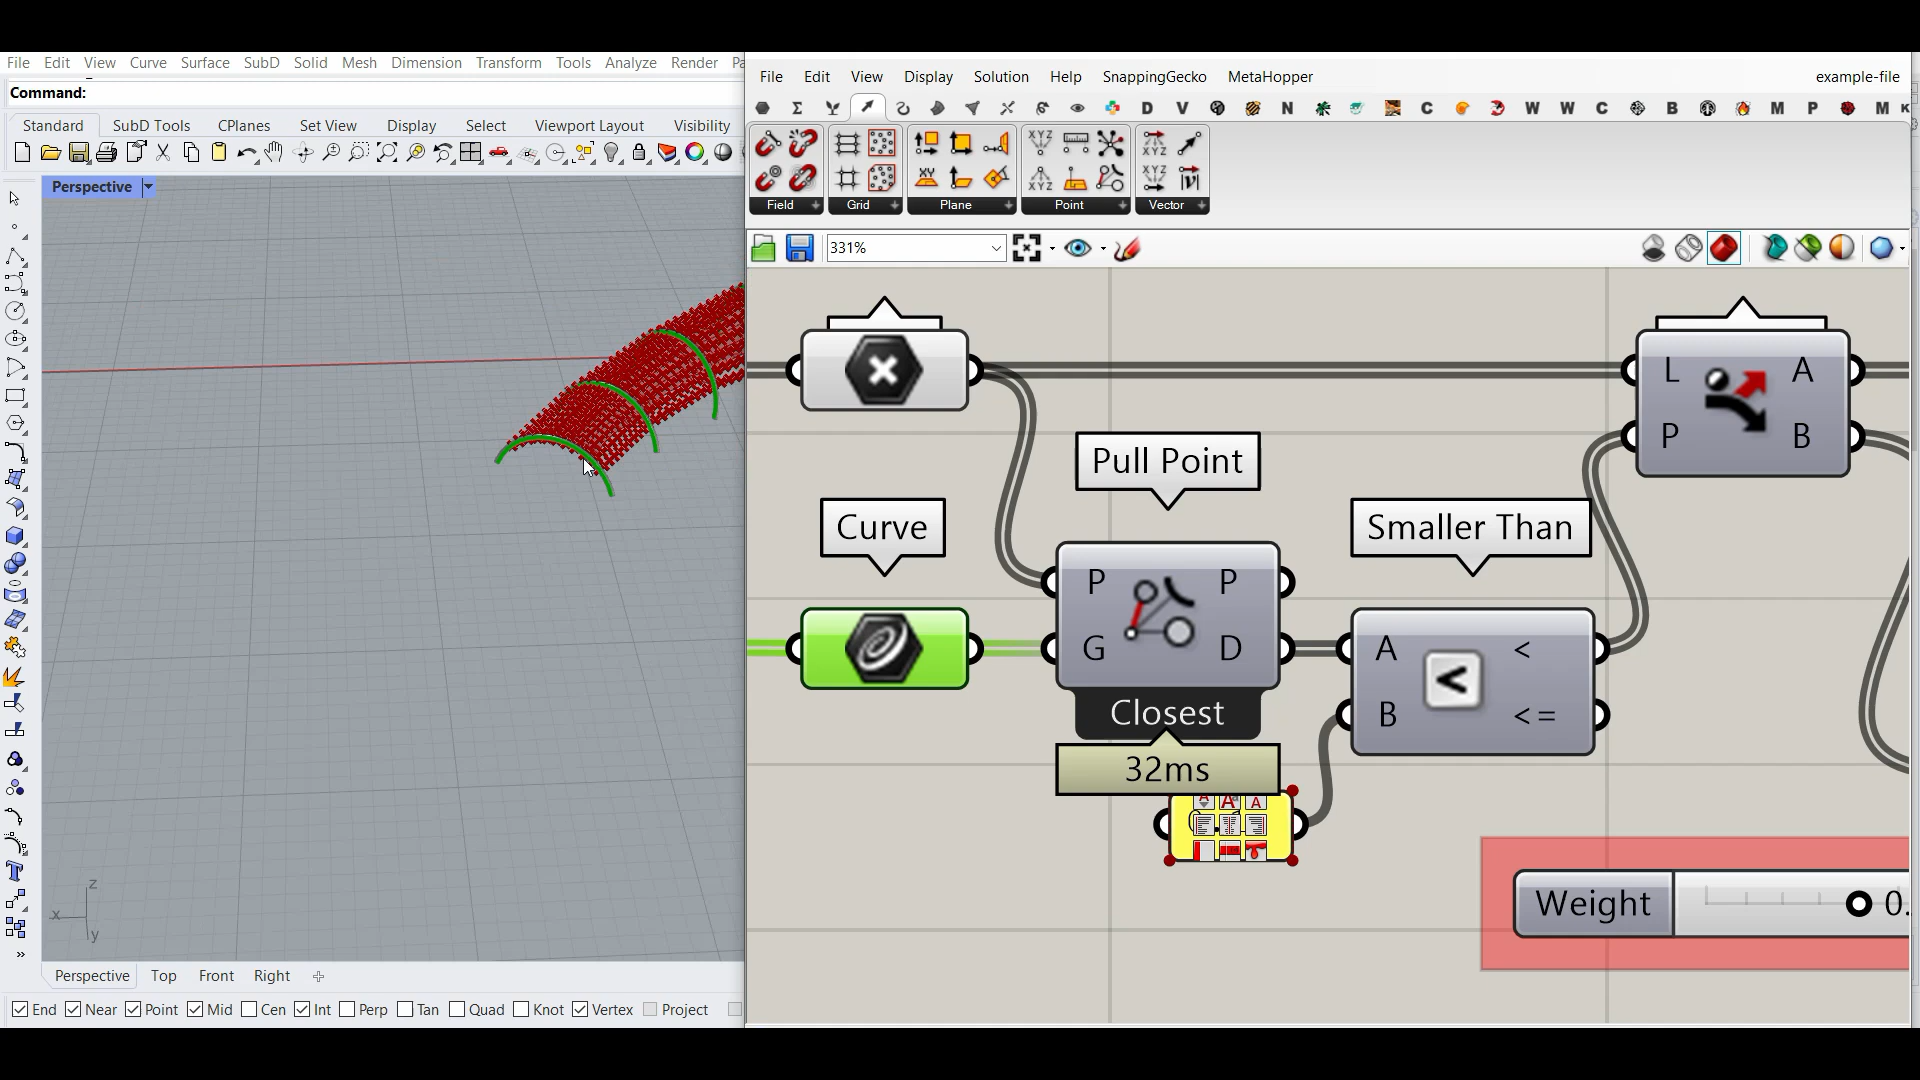 File Edit View Curve Surface SubD Solid Mesh Dimension Transform Tools Analyze Render
Command:
Standard SubD Tools CPlanes Set View Display Select Viewport Layout Visibility
Perspective
z
x
y
Perspective Top Front Right
End Near Point Mid Cen Int Perp Tan Quad Knot Vertex Project
File Edit View Display Solution Help SnappingGecko MetaHopper example-file
D V N C W W C B M P M K
Field Grid Plane Point Vector
331%
L A
P B
Pull Point
Curve
Smaller Than
P P
G D
Closest
32ms
A <
B <=
Weight 0.